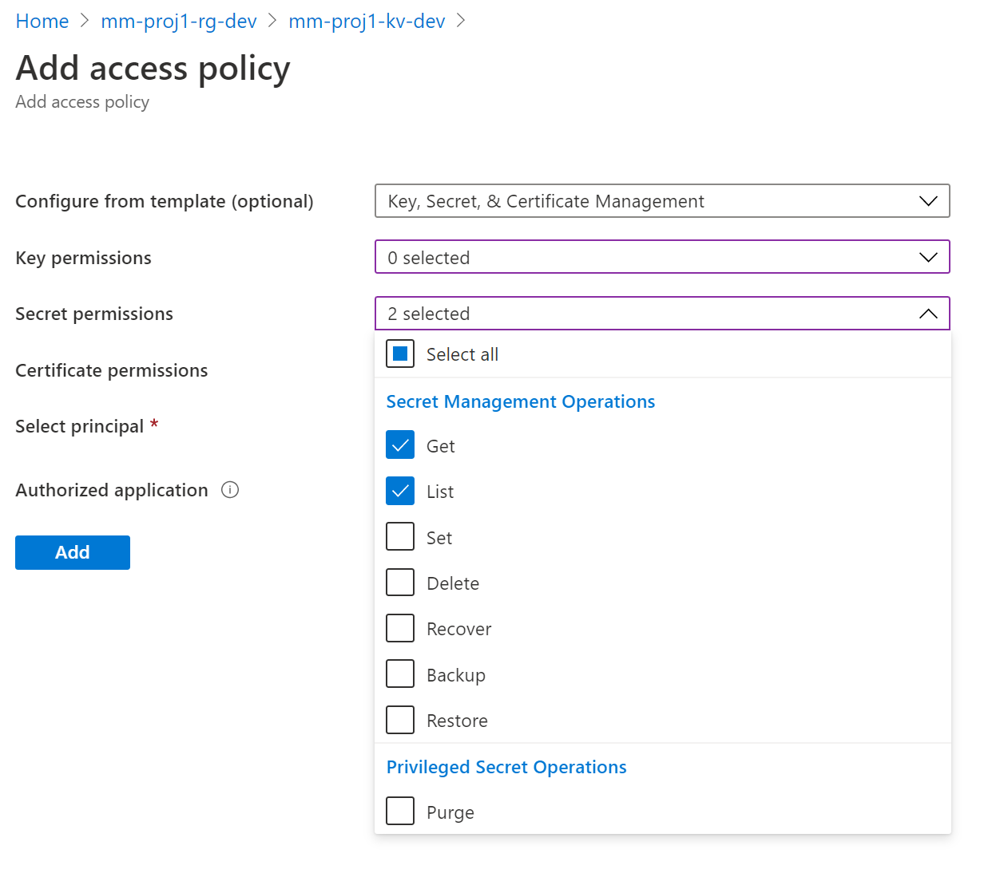 Home > mm-proj1-rg-dev > mm-proj1-kv-dev >
Add access policy
Add access policy
Configure from template (optional)
Key, Secret, & Certificate Management
Key permissions
0 selected
Secret permissions
2 selected
Select all
Certificate permissions
Secret Management Operations
Select principal *
Get
Authorized application
List
Set
Add
Delete
Recover
Backup
Restore
Privileged Secret Operations
Purge